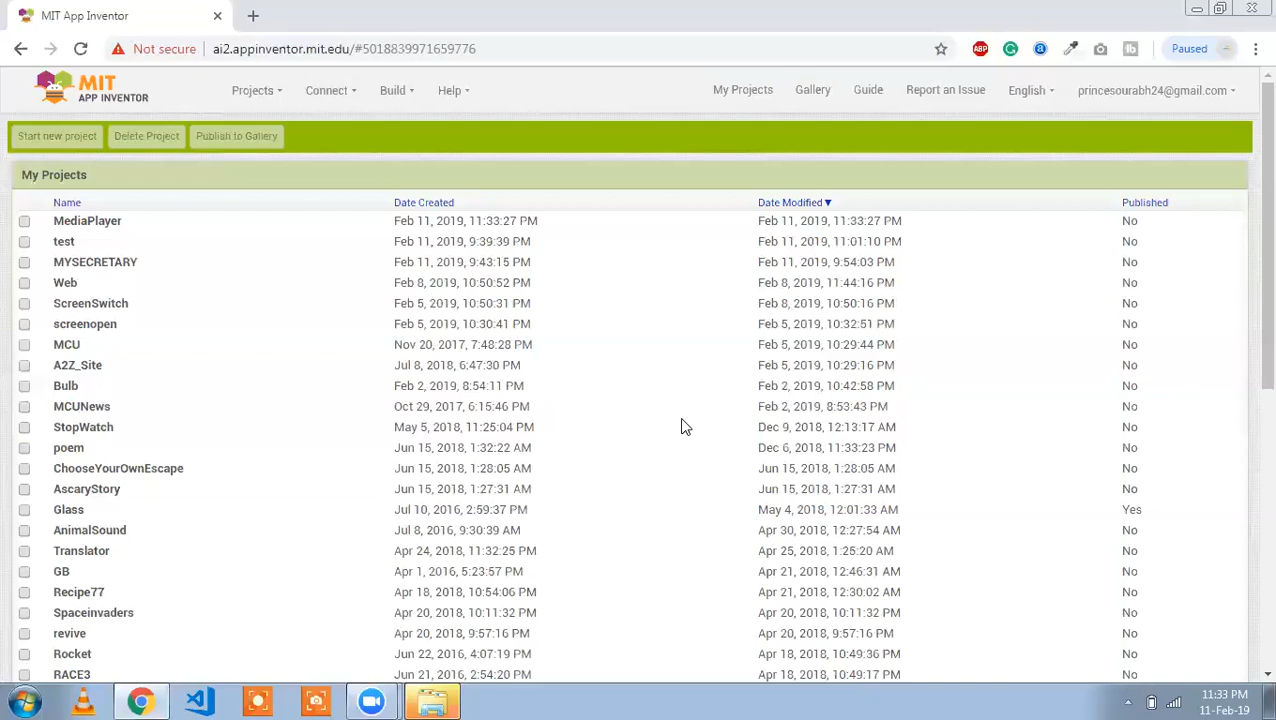 MIT App Inventor
Not secure ai2.appinventor.mit.edu/#5018839971659776 ABP Paused
MIT APP INVENTOR Projects Connect Build Help My Projects Gallery Guide Report an Issue English princesourabh24@gmail.com
Start new project Delete Project Publish to Gallery
My Projects
Name Date Created Date Modified ▼ Published
MediaPlayer Feb 11, 2019, 11:33:27 PM Feb 11, 2019, 11:33:27 PM No
test Feb 11, 2019, 9:39:39 PM Feb 11, 2019, 11:01:10 PM No
MYSECRETARY Feb 11, 2019, 9:43:15 PM Feb 11, 2019, 9:54:03 PM No
Web Feb 8, 2019, 10:50:52 PM Feb 8, 2019, 11:44:16 PM No
ScreenSwitch Feb 5, 2019, 10:50:31 PM Feb 8, 2019, 10:50:16 PM No
screenopen Feb 5, 2019, 10:30:41 PM Feb 5, 2019, 10:32:51 PM No
MCU Nov 20, 2017, 7:48:28 PM Feb 5, 2019, 10:29:44 PM No
A2Z_Site Jul 8, 2018, 6:47:30 PM Feb 5, 2019, 10:29:16 PM No
Bulb Feb 2, 2019, 8:54:11 PM Feb 2, 2019, 10:42:58 PM No
MCUNews Oct 29, 2017, 6:15:46 PM Feb 2, 2019, 8:53:43 PM No
StopWatch May 5, 2018, 11:25:04 PM Dec 9, 2018, 12:13:17 AM No
poem Jun 15, 2018, 1:32:22 AM Dec 6, 2018, 11:33:23 PM No
ChooseYourOwnEscape Jun 15, 2018, 1:28:05 AM Jun 15, 2018, 1:28:05 AM No
AscaryStory Jun 15, 2018, 1:27:31 AM Jun 15, 2018, 1:27:31 AM No
Glass Jul 10, 2016, 2:59:37 PM May 4, 2018, 12:01:33 AM Yes
AnimalSound Jul 8, 2016, 9:30:39 AM Apr 30, 2018, 12:27:54 AM No
Translator Apr 24, 2018, 11:32:25 PM Apr 25, 2018, 1:25:20 AM No
GB Apr 1, 2016, 5:23:57 PM Apr 21, 2018, 12:46:31 AM No
Recipe77 Apr 18, 2018, 10:54:06 PM Apr 21, 2018, 12:30:02 AM No
Spaceinvaders Apr 20, 2018, 10:11:32 PM Apr 20, 2018, 10:11:32 PM No
revive Apr 20, 2018, 9:57:16 PM Apr 20, 2018, 9:57:16 PM No
Rocket Jun 22, 2016, 4:07:19 PM Apr 18, 2018, 10:49:36 PM No
RACE3 Jun 21, 2016, 2:54:20 PM Apr 18, 2018, 10:49:17 PM No
11:33 PM
11-Feb-19